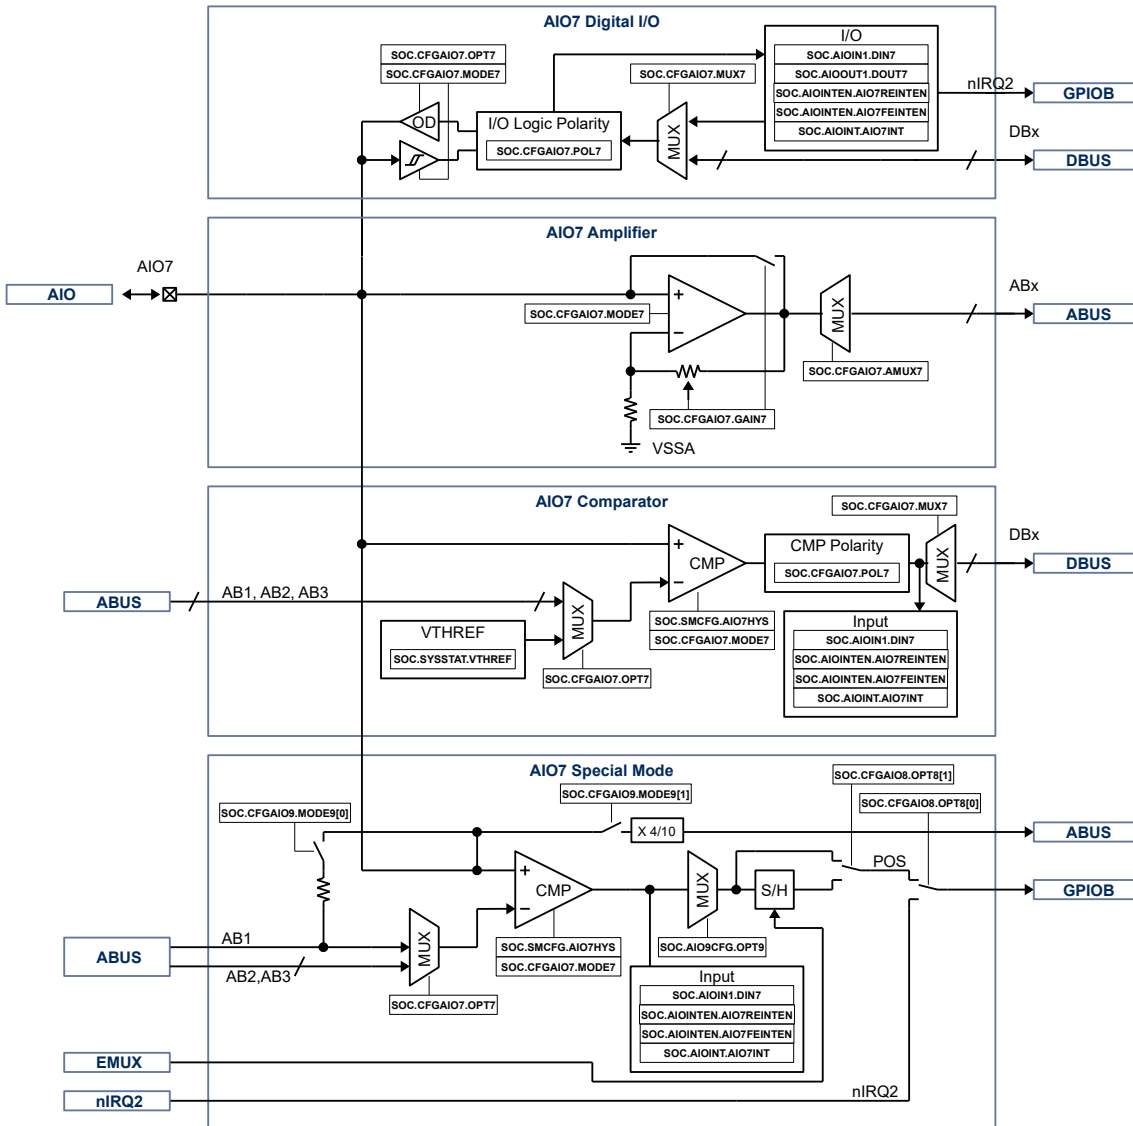 AIO7 Digital I/O
SOC.CFGAIO7.OPT7
SOC.CFGAIO7.MODE7
OD
I/O Logic Polarity
SOC.CFGAIO7.POL7
SOC.CFGAIO7.MUX7
MUX
I/O
SOC.AIOIN1.DIN7
SOC.AIOOUT1.DOUT7
SOC.AIOINTEN.AIO7REINTEN
SOC.AIOINTEN.AIO7FEINTEN
SOC.AIOINT.AIO7INT
nIRQ2
GPIOB
DBx
DBUS
AIO7 Amplifier
AIO7
AIO
SOC.CFGAIO7.MODE7
+
−
MUX
SOC.CFGAIO7.AMUX7
SOC.CFGAIO7.GAIN7
VSSA
ABx
ABUS
AIO7 Comparator
ABUS
AB1, AB2, AB3
VTHREF
SOC.SYSSTAT.VTHREF
MUX
SOC.CFGAIO7.OPT7
+
−
CMP
SOC.SMCFG.AIO7HYS
SOC.CFGAIO7.MODE7
CMP Polarity
SOC.CFGAIO7.POL7
SOC.CFGAIO7.MUX7
MUX
DBx
DBUS
Input
SOC.AIOIN1.DIN7
SOC.AIOINTEN.AIO7REINTEN
SOC.AIOINTEN.AIO7FEINTEN
SOC.AIOINT.AIO7INT
AIO7 Special Mode
SOC.CFGAIO9.MODE9[0]
SOC.CFGAIO9.MODE9[1]
X 4/10
SOC.CFGAIO8.OPT8[1]
SOC.CFGAIO8.OPT8[0]
ABUS
+
−
CMP
SOC.SMCFG.AIO7HYS
SOC.CFGAIO7.MODE7
MUX
SOC.AIO9CFG.OPT9
S/H
POS
GPIOB
ABUS
AB1
AB2,AB3
MUX
SOC.CFGAIO7.OPT7
Input
SOC.AIOIN1.DIN7
SOC.AIOINTEN.AIO7REINTEN
SOC.AIOINTEN.AIO7FEINTEN
SOC.AIOINT.AIO7INT
EMUX
nIRQ2
nIRQ2